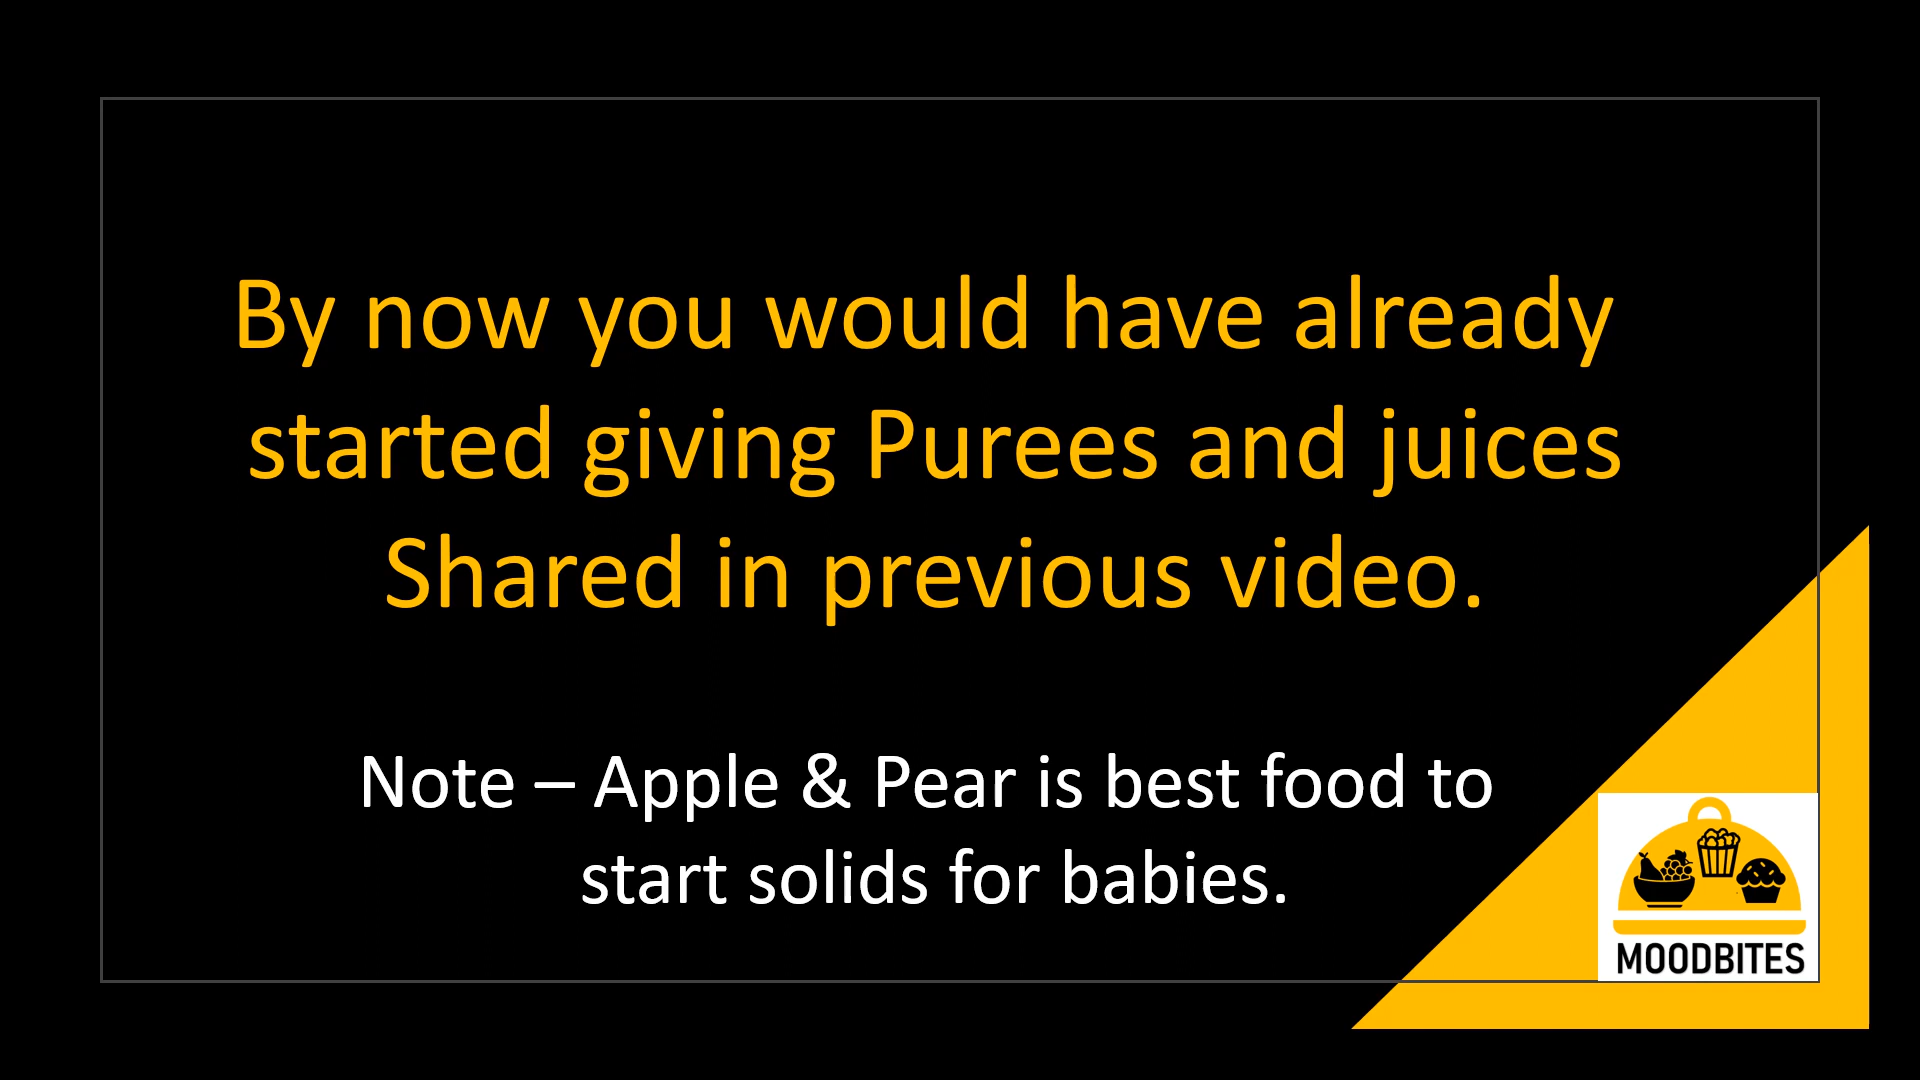 By now you would have already
started giving Purees and juices
Shared in previous video.
Note – Apple & Pear is best food to
start solids for babies.
MOODBITES